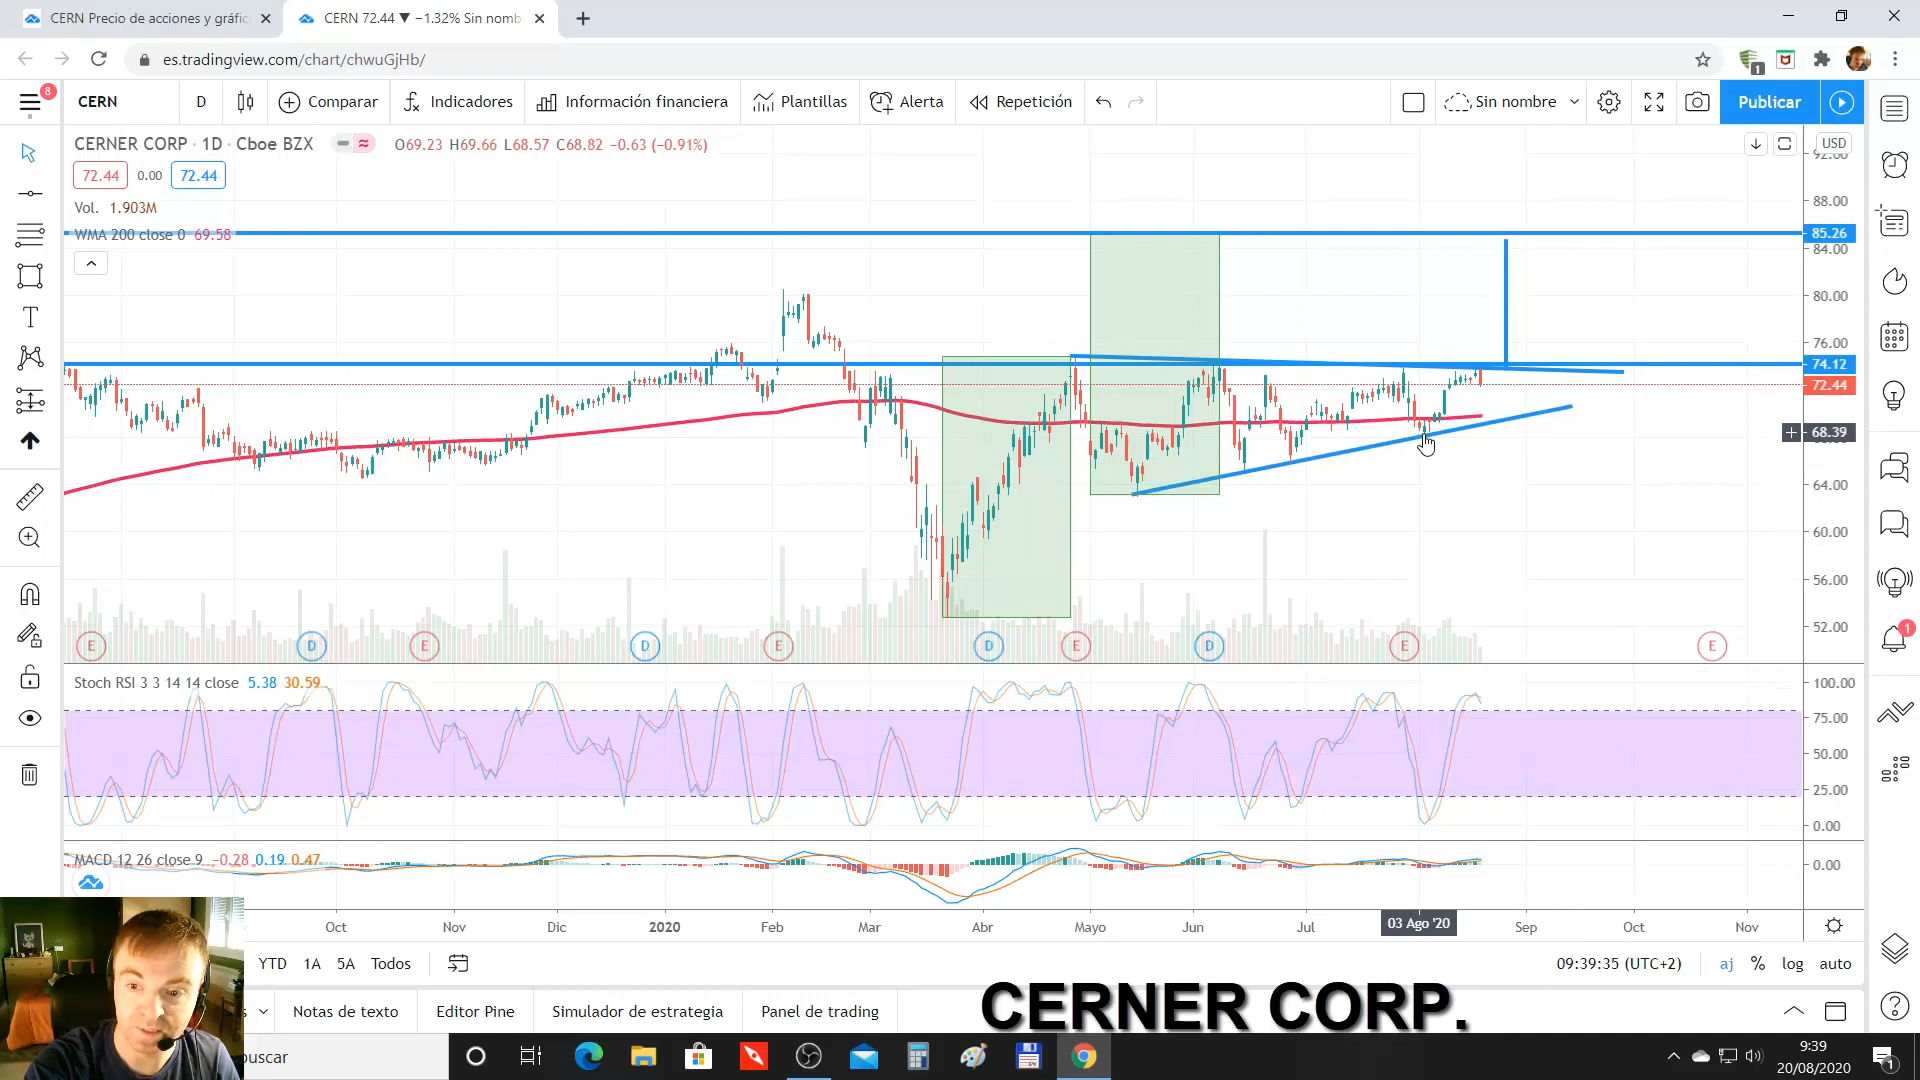 CERN Precio de acciones y gráfic
CERN 72.44 ▼ −1.32% Sin nomb
es.tradingview.com/chart/chwuGjHb/
1
8
CERN
D
Comparar
Indicadores
Información financiera
Plantillas
Alerta
Repetición
Sin nombre
Publicar
CERNER CORP · 1D · Cboe BZX
O69.23 H69.66 L68.57 C68.82 −0.63 (−0.91%)
USD
92.00
72.44
0.00
72.44
88.00
Vol. 1.903M
WMA 200 close 0 69.58
85.26
84.00
80.00
76.00
74.12
72.44
68.39
64.00
60.00
56.00
52.00
E
D
E
D
E
D
E
D
E
E
1
Stoch RSI 3 3 14 14 close 5.38 30.59
100.00
75.00
50.00
25.00
0.00
MACD 12 26 close 9 −0.28 0.19 0.47
0.00
Oct
Nov
Dic
2020
Feb
Mar
Abr
Mayo
Jun
Jul
03 Ago '20
Sep
Oct
Nov
YTD
1A
5A
Todos
09:39:35 (UTC+2)
aj
%
log
auto
s
Notas de texto
Editor Pine
Simulador de estrategia
Panel de trading
CERNER CORP.
buscar
9:39
20/08/2020
1